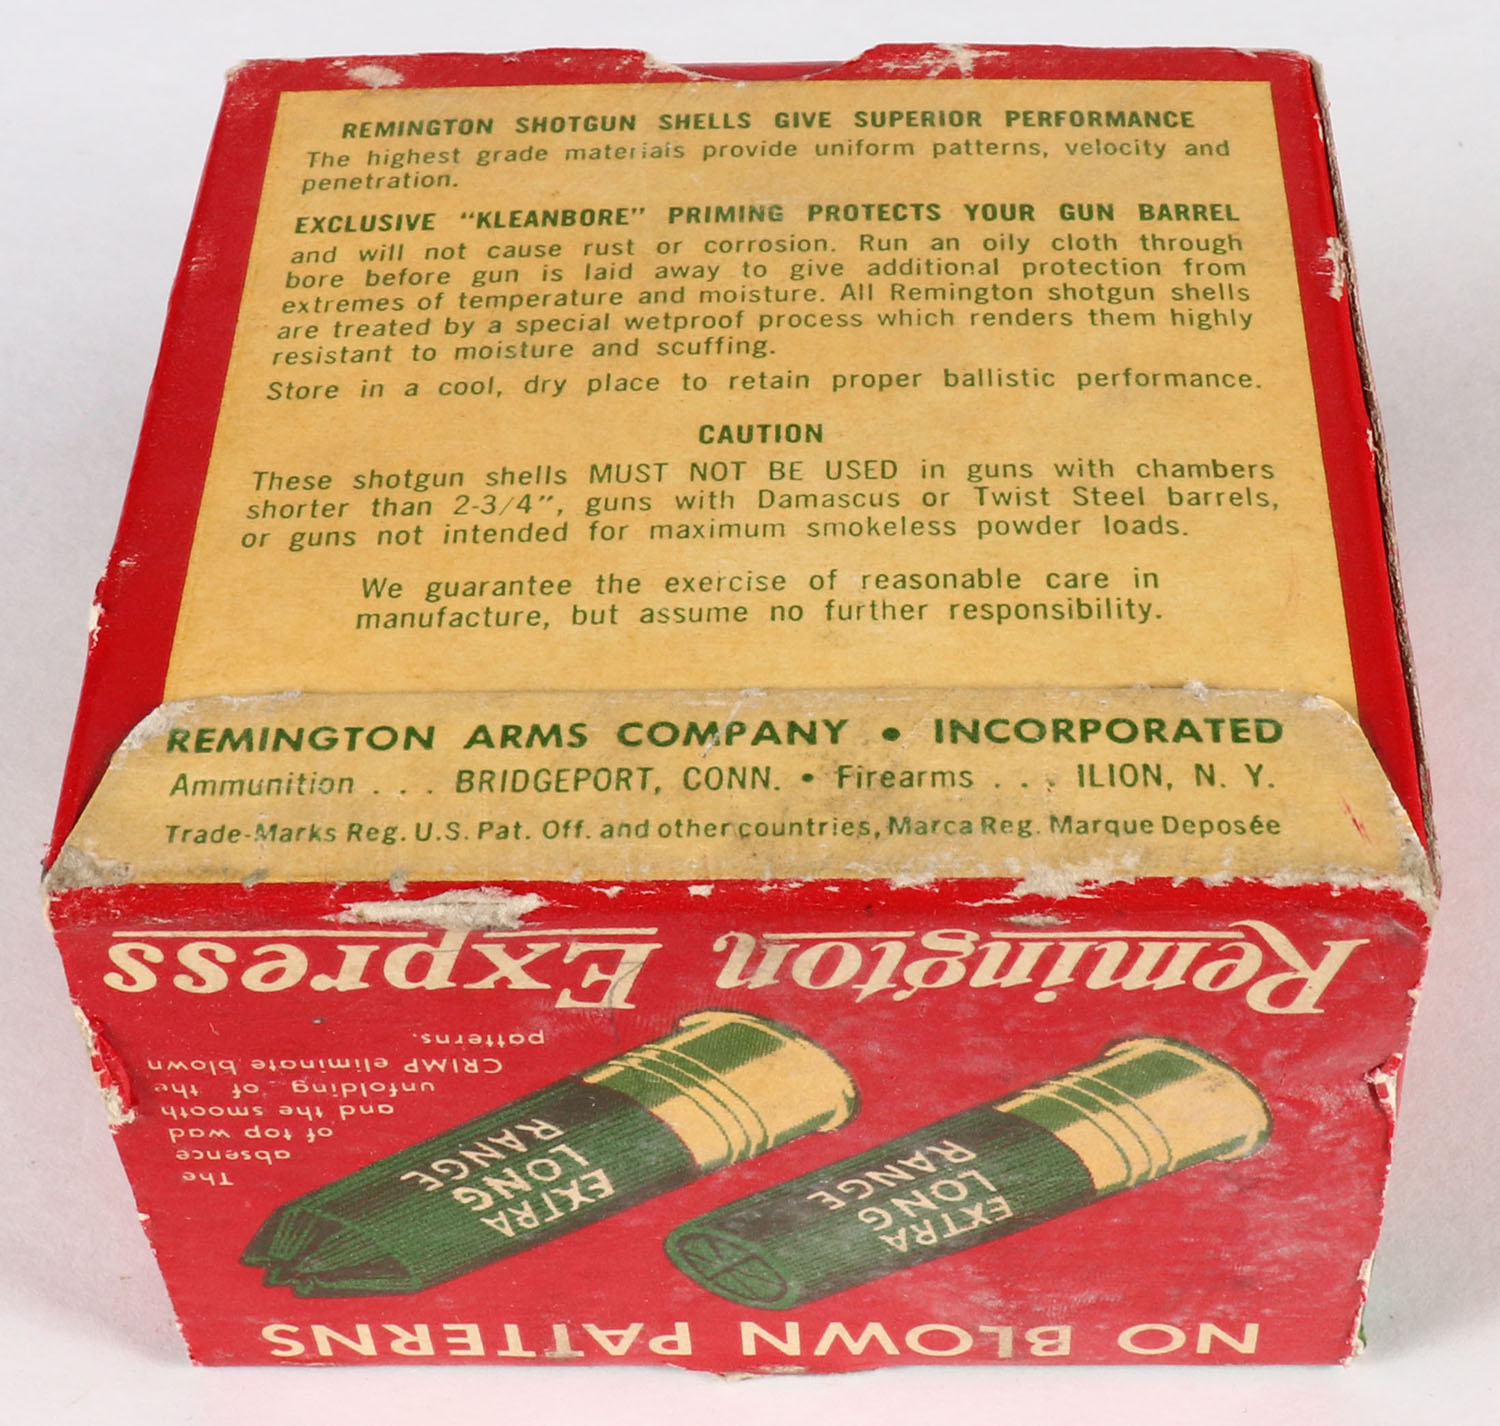 REMINGTON SHOTGUN SHELLS GIVE SUPERIOR PERFORMANCE
The highest grade materials provide uniform patterns, velocity and
penetration.
EXCLUSIVE "KLEANBORE" PRIMING PROTECTS YOUR GUN BARREL
and will not cause rust or corrosion. Run an oily cloth through
bore before gun is laid away to give additional protection from
extremes of temperature and moisture. All Remington shotgun shells
are treated by a special wetproof process which renders them highly
resistant to moisture and scuffing.
Store in a cool, dry place to retain proper ballistic performance.
CAUTION
These shotgun shells MUST NOT BE USED in guns with chambers
shorter than 2-3/4", guns with Damascus or Twist Steel barrels,
or guns not intended for maximum smokeless powder loads.
We guarantee the exercise of reasonable care in
manufacture, but assume no further responsibility.
REMINGTON ARMS COMPANY • INCORPORATED
Ammunition . . . BRIDGEPORT, CONN. • Firearms . . . ILION, N. Y.
Trade-Marks Reg. U.S. Pat. Off. and other countries, Marca Reg. Marque Deposée
NO BLOWN PATTERNS
EXTRA
LONG
RANGE
EXTRA
LONG
RANGE
The
absence
of top wad
and the smooth
unfolding of the
CRIMP eliminate blown
patterns.
Remington Express